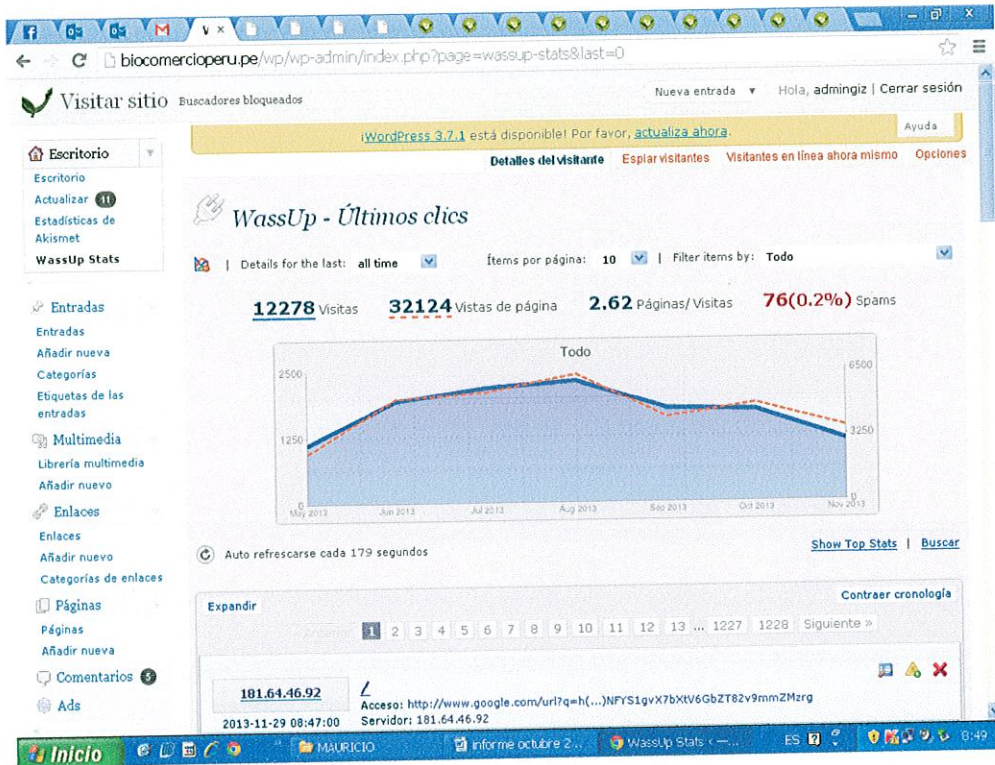 biocomercioperu.pe/wp/wp-admin/index.php?page=wassup-stats&last=0
Visitar sitio Buscadores bloqueados
Nueva entrada Hola, admingiz | Cerrar sesión
¡WordPress 3.7.1 está disponible! Por favor, actualiza ahora.
Ayuda
Detalles del visitante Espiar visitantes Visitantes en línea ahora mismo Opciones
Escritorio
Escritorio
Actualizar 11
Estadísticas de
Akismet
WassUp Stats
Entradas
Entradas
Añadir nueva
Categorías
Etiquetas de las
entradas
Multimedia
Librería multimedia
Añadir nuevo
Enlaces
Enlaces
Añadir nuevo
Categorías de enlaces
Páginas
Páginas
Añadir nueva
Comentarios 5
Ads
WassUp - Últimos clics
| Details for the last: all time Ítems por página: 10 | Filter items by: Todo
12278 Visitas 32124 Vistas de página 2.62 Páginas/Visitas 76(0.2%) Spams
Todo
2500 6500
1250 3250
0 0
May 2013 Jun 2013 Jul 2013 Aug 2013 Sep 2013 Oct 2013 Nov 2013
Auto refrescarse cada 179 segundos
Show Top Stats | Buscar
Expandir Contraer cronología
1 2 3 4 5 6 7 8 9 10 11 12 13 ... 1227 1228 Siguiente »
181.64.46.92 /
Acceso: http://www.google.com/url?q=h(...)NFYS1gvX7bXtV6GbZT82v9mmZMzrg
2013-11-29 08:47:00 Servidor: 181.64.46.92
Inicio MAURICIO informe octubre 2... WassUp Stats < —... ES 8:49